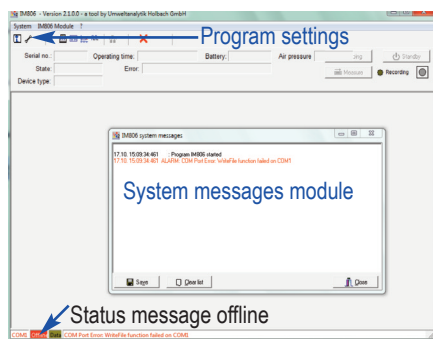 IM806 - Version 2.1.0.0 - a tool by Umweltanalytik Holbach GmbH
System IM806 Module ?
Program settings
Serial no.: Operating time: Battery: Air pressure Standby
State: Error: Measure Recording
Device type:
IM806 system messages
17.10. 15:09:34:461 : Program IM806 started
17.10. 15:09:34:461 ALARM: COM Port Error: WriteFile function failed on COM1
System messages module
Save Clear list Close
Status message offline
COM1 Offline Data COM Port Error: WriteFile function failed on COM1